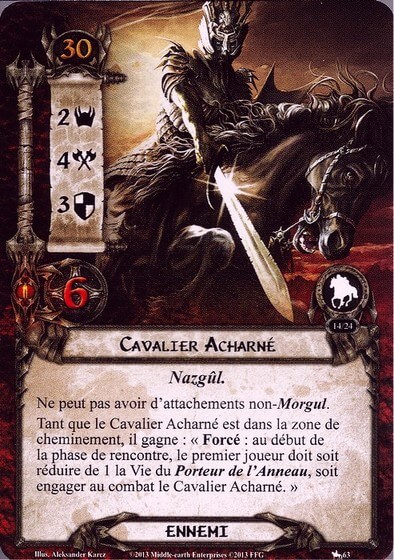 30
2
4
3
6
14/24
Cavalier Acharné
Nazgûl.
Ne peut pas avoir d'attachements non-Morgul.
Tant que le Cavalier Acharné est dans la zone de
cheminement, il gagne : « Forcé : au début de
la phase de rencontre, le premier joueur doit soit
réduire de 1 la Vie du Porteur de l'Anneau, soit
engager au combat le Cavalier Acharné. »
ENNEMI
Illus. Aleksander Karcz ©2013 Middle-earth Enterprises ©2013 FFG 63